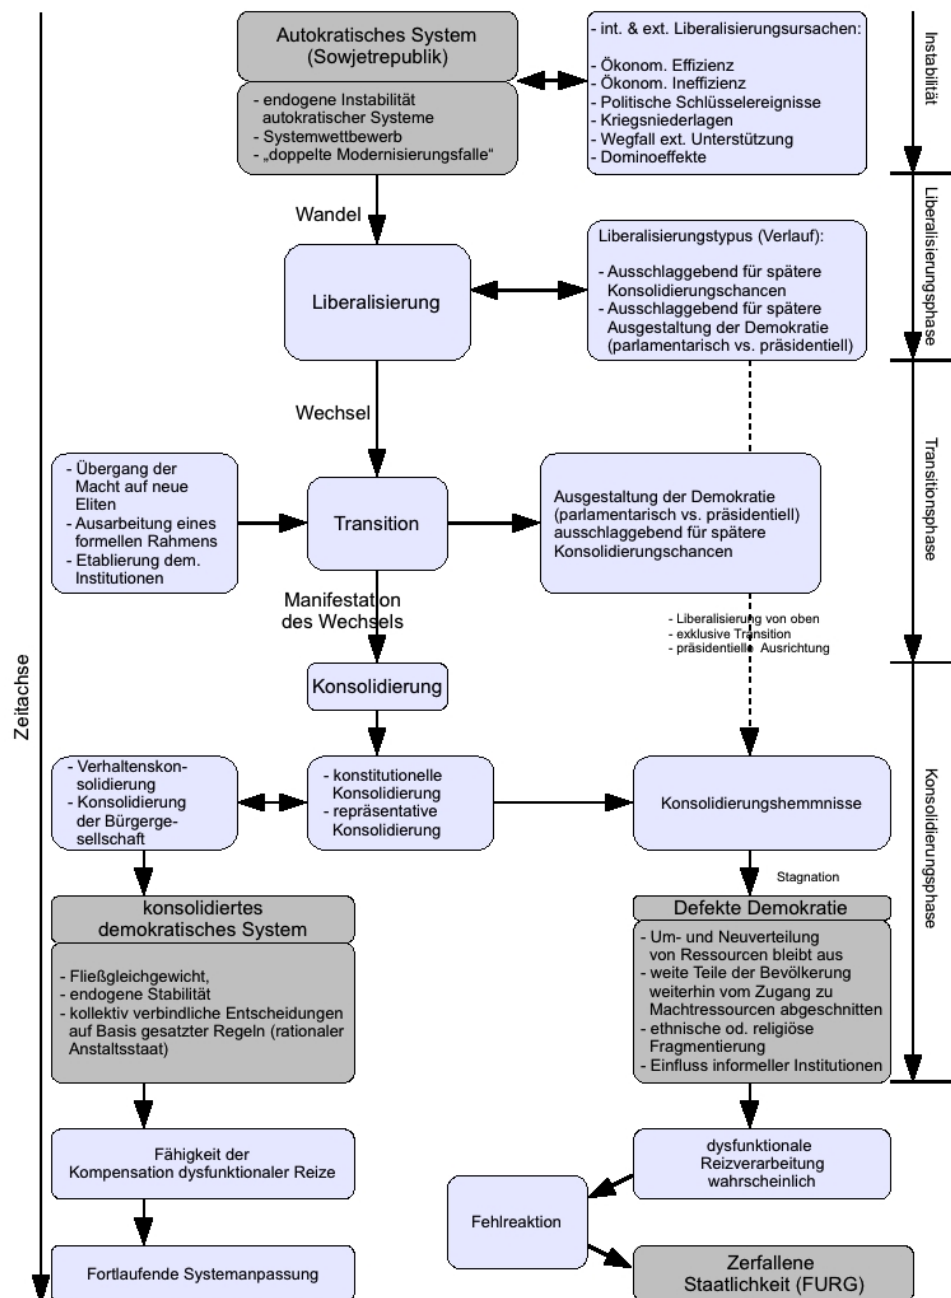 Autokratisches System
(Sowjetrepublik)
- endogene Instabilität
autokratischer Systeme
- Systemwettbewerb
- „doppelte Modernisierungsfalle“
- int. & ext. Liberalisierungsursachen:
- Ökonom. Effizienz
- Ökonom. Ineffizienz
- Politische Schlüsselereignisse
- Kriegsniederlagen
- Wegfall ext. Unterstützung
- Dominoeffekte
Instabilität
Wandel
Liberalisierung
Liberalisierungstypus (Verlauf):
- Ausschlaggebend für spätere
Konsolidierungschancen
- Ausschlaggebend für spätere
Ausgestaltung der Demokratie
(parlamentarisch vs. präsidentiell)
Liberalisierungsphase
Wechsel
- Übergang der
Macht auf neue
Eliten
- Ausarbeitung eines
formellen Rahmens
- Etablierung dem.
Institutionen
Transition
Ausgestaltung der Demokratie
(parlamentarisch vs. präsidentiell)
ausschlaggebend für spätere
Konsolidierungschancen
Transitionsphase
Manifestation
des Wechsels
- Liberalisierung von oben
- exklusive Transition
- präsidentielle Ausrichtung
Zeitachse
Konsolidierung
- Verhaltenskon-
solidierung
- Konsolidierung
der Bürgerge-
sellschaft
- konstitutionelle
Konsolidierung
- repräsentative
Konsolidierung
Konsolidierungshemmnisse
Konsolidierungsphase
Stagnation
konsolidiertes
demokratisches System
- Fließgleichgewicht,
- endogene Stabilität
- kollektiv verbindliche Entscheidungen
auf Basis gesatzter Regeln (rationaler
Anstaltsstaat)
Defekte Demokratie
- Um- und Neuverteilung
von Ressourcen bleibt aus
- weite Teile der Bevölkerung
weiterhin vom Zugang zu
Machtressourcen abgeschnitten
- ethnische od. religiöse
Fragmentierung
- Einfluss informeller Institutionen
Fähigkeit der
Kompensation dysfunktionaler Reize
dysfunktionale
Reizverarbeitung
wahrscheinlich
Fehlreaktion
Fortlaufende Systemanpassung
Zerfallene
Staatlichkeit (FURG)